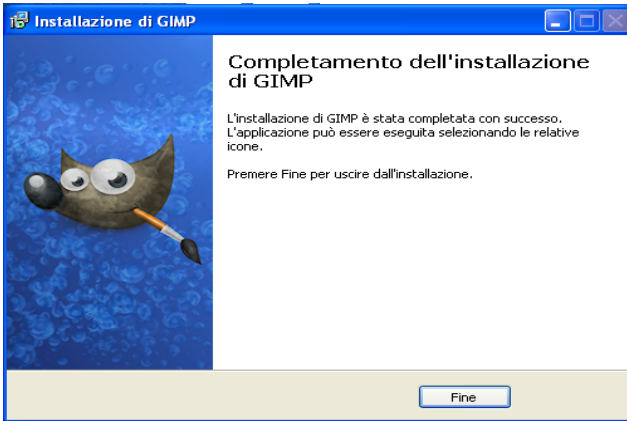 Installazione di GIMP
Completamento dell'installazione
di GIMP
L'installazione di GIMP è stata completata con successo.
L'applicazione può essere eseguita selezionando le relative
icone.
Premere Fine per uscire dall'installazione.
Fine